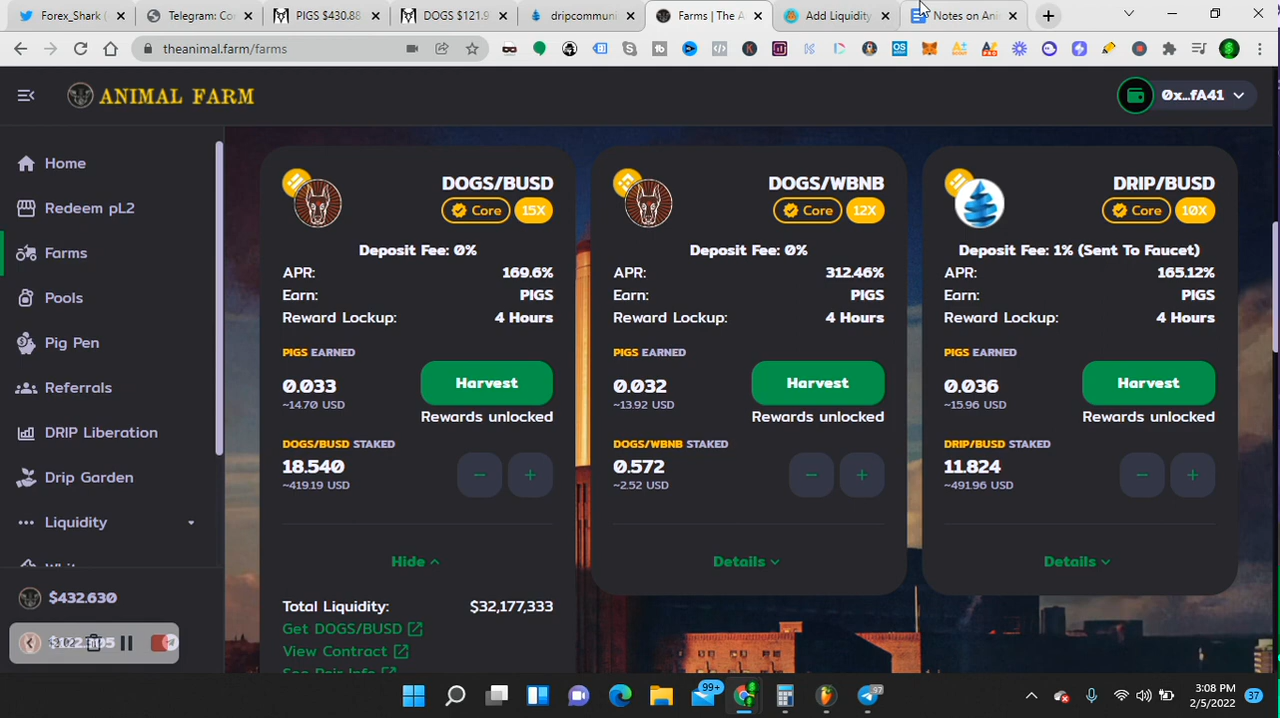 Forex_Shark (
Telegram: Co
PIGS $430.88
DOGS $121.9
dripcommuni
Farms | The A
Add Liquidity
Notes on Ani
theanimal.farm/farms
ANIMAL FARM
0x...fA41
Home
Redeem pL2
Farms
Pools
Pig Pen
Referrals
DRIP Liberation
Drip Garden
Liquidity
$432.630
DOGS/BUSD
Core
15X
Deposit Fee: 0%
APR: 169.6%
Earn: PIGS
Reward Lockup: 4 Hours
PIGS EARNED
0.033
~14.70 USD
Harvest
Rewards unlocked
DOGS/BUSD STAKED
18.540
~419.19 USD
Hide
Total Liquidity: $32,177,333
Get DOGS/BUSD
View Contract
See Pair Info
DOGS/WBNB
Core
12X
Deposit Fee: 0%
APR: 312.46%
Earn: PIGS
Reward Lockup: 4 Hours
PIGS EARNED
0.032
~13.92 USD
Harvest
Rewards unlocked
DOGS/WBNB STAKED
0.572
~2.52 USD
Details
DRIP/BUSD
Core
10X
Deposit Fee: 1% (Sent To Faucet)
APR: 165.12%
Earn: PIGS
Reward Lockup: 4 Hours
PIGS EARNED
0.036
~15.96 USD
Harvest
Rewards unlocked
DRIP/BUSD STAKED
11.824
~491.96 USD
Details
99+
97
3:08 PM
2/5/2022
37